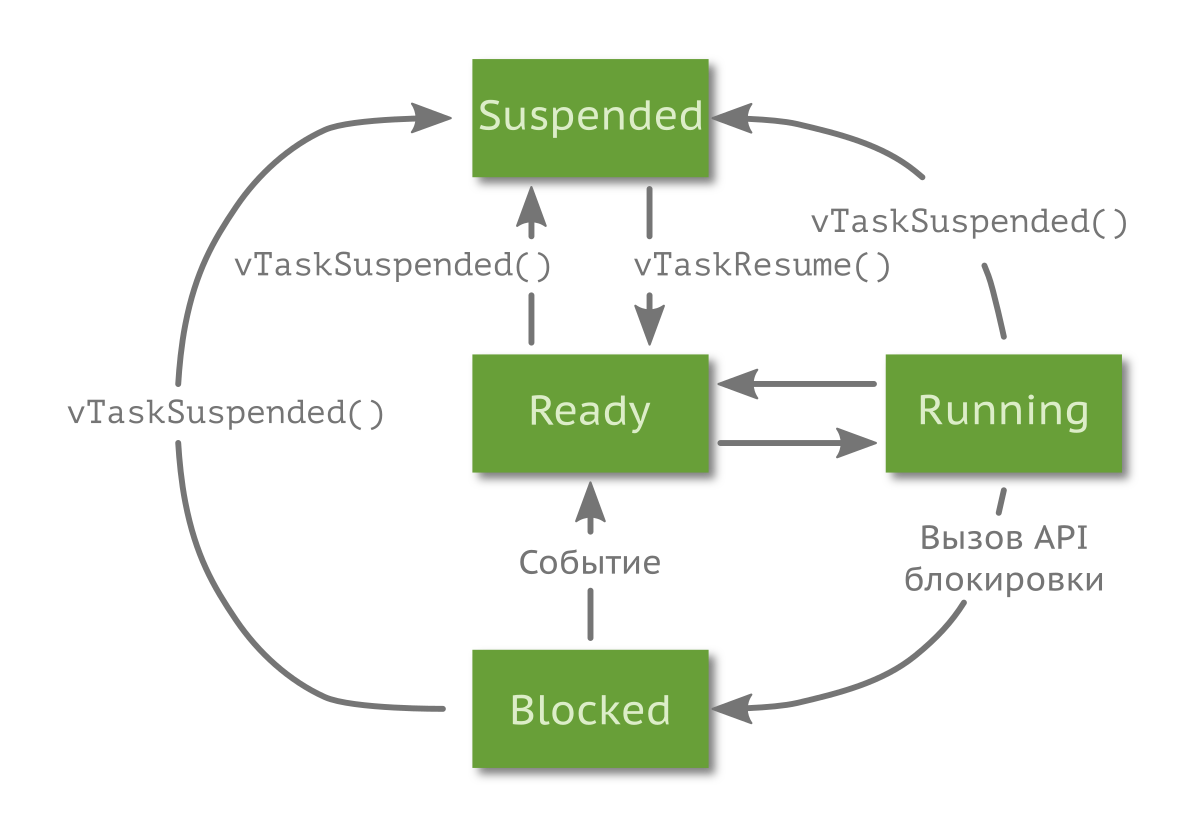 Suspended
vTaskSuspended()
vTaskSuspended()
vTaskResume()
Ready
Running
vTaskSuspended()
Вызов API
блокировки
Событие
Blocked